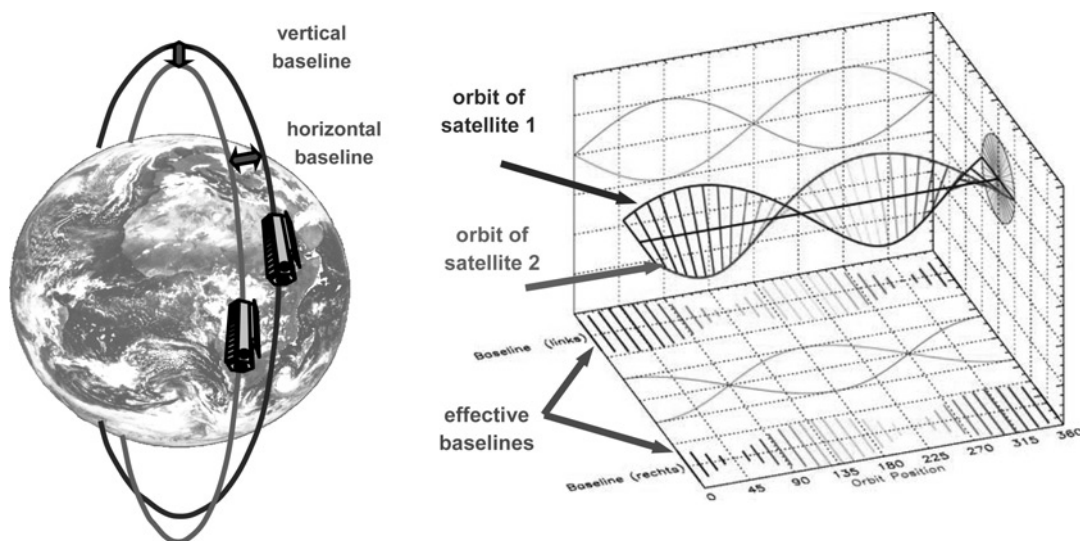 vertical
baseline
horizontal
baseline
orbit of
satellite 1
orbit of
satellite 2
effective
baselines
Baseline (links)
Baseline (rechts)
0 45 90 135 180 225 270 315 360
Orbit Position